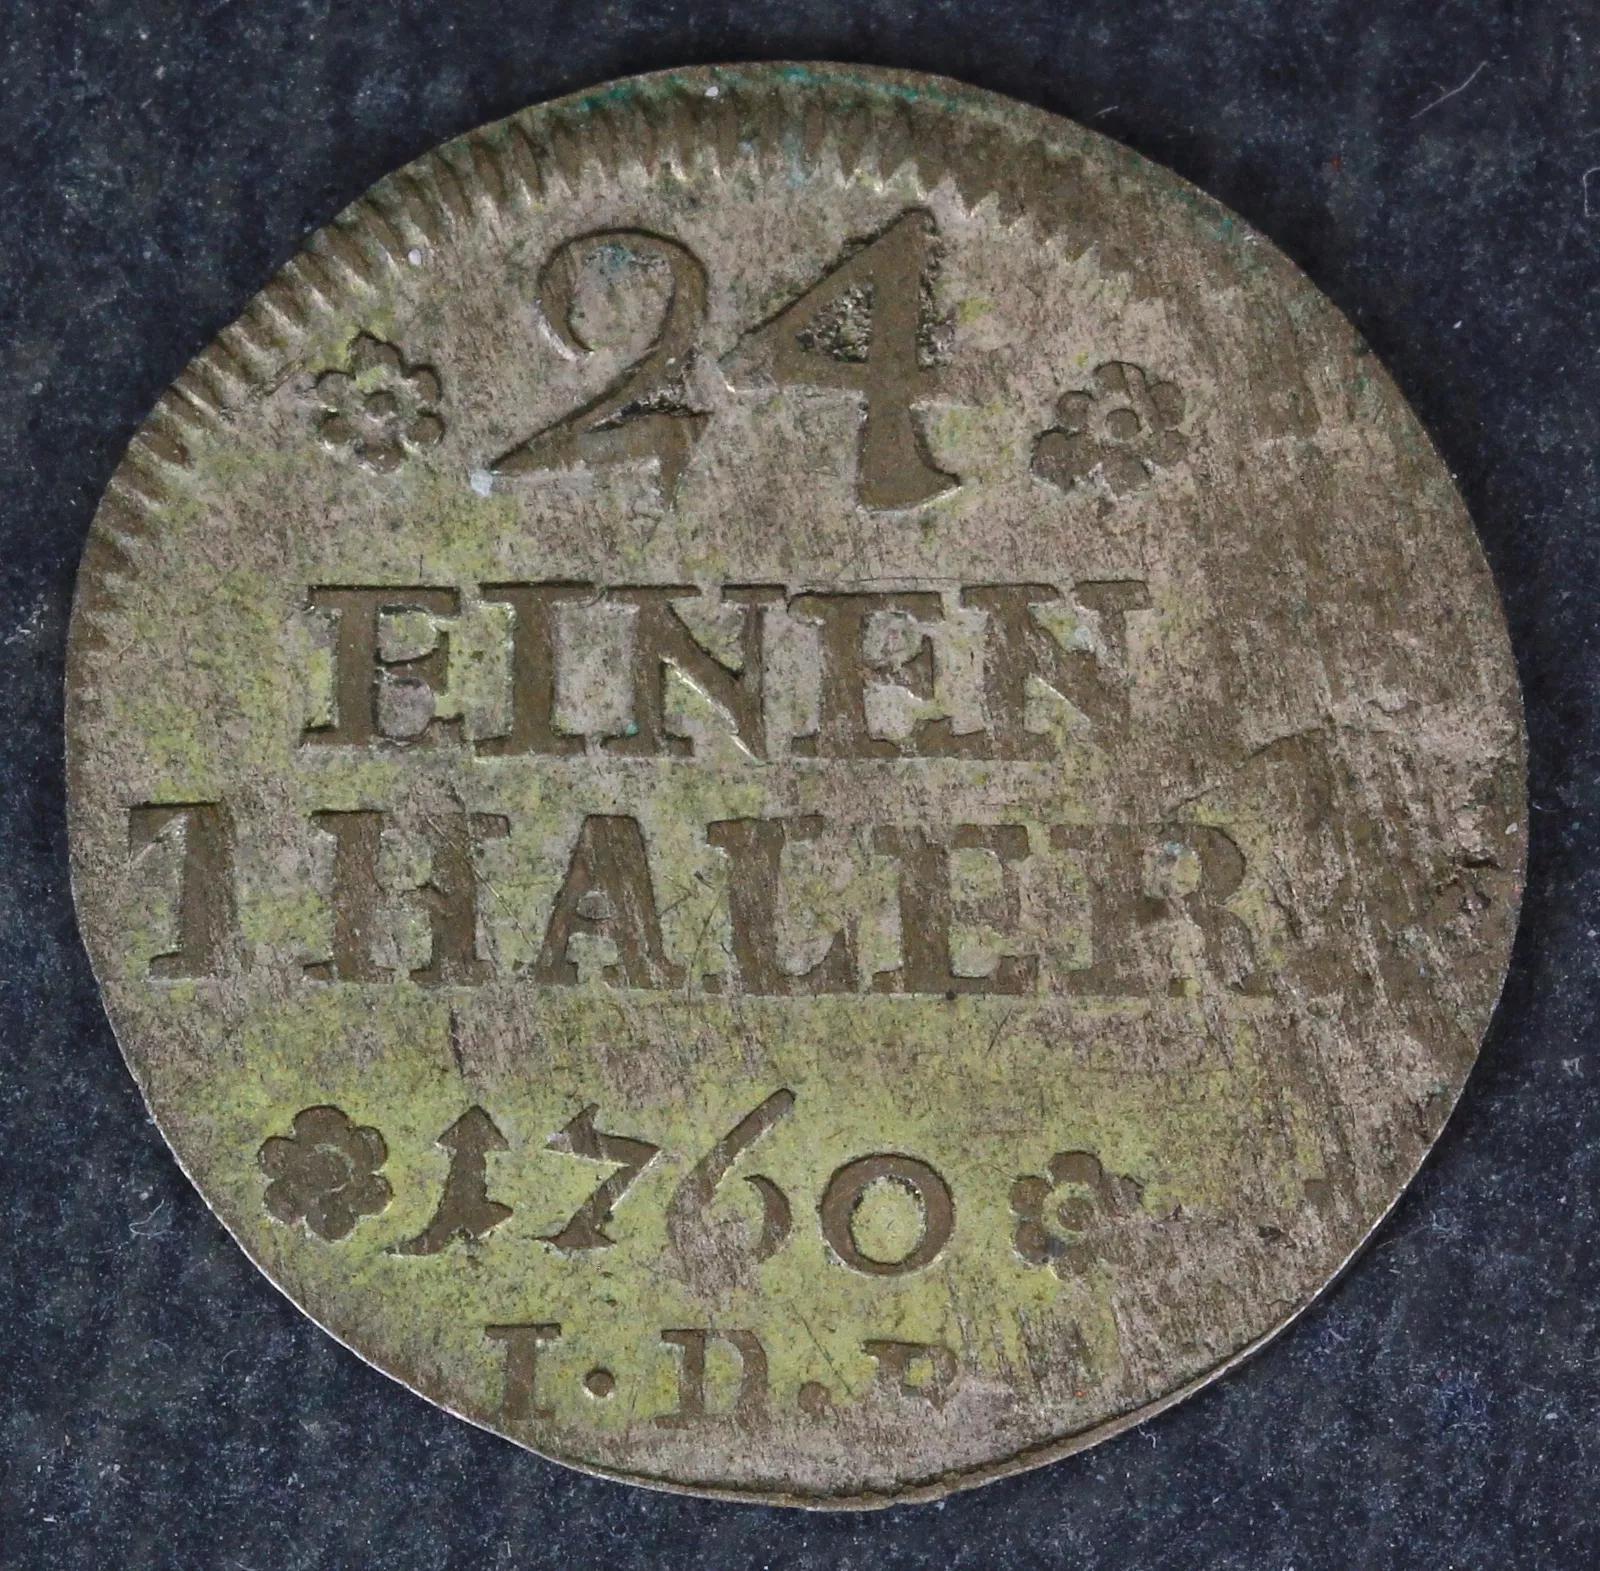 24
EINEN
THALER
1760
I.D.B